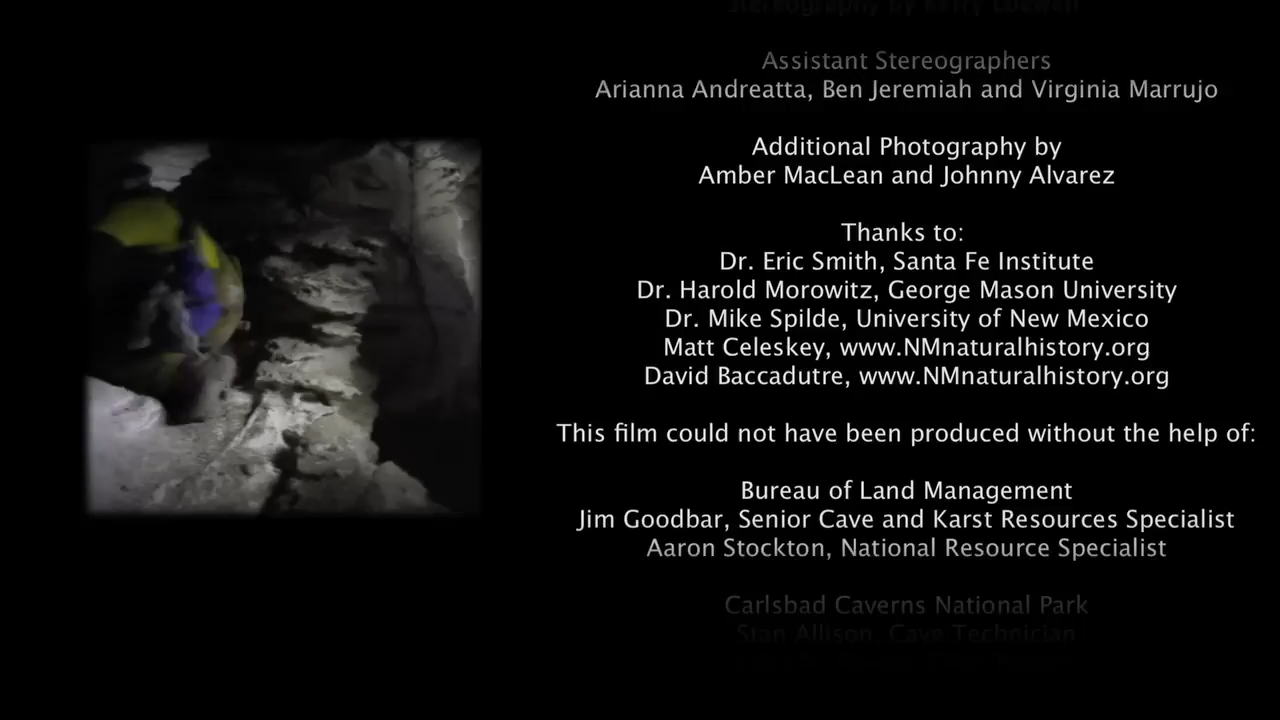 Stereography by Kerry Loewen
Assistant Stereographers
Arianna Andreatta, Ben Jeremiah and Virginia Marrujo
Additional Photography by
Amber MacLean and Johnny Alvarez
Thanks to:
Dr. Eric Smith, Santa Fe Institute
Dr. Harold Morowitz, George Mason University
Dr. Mike Spilde, University of New Mexico
Matt Celeskey, www.NMnaturalhistory.org
David Baccadutre, www.NMnaturalhistory.org
This film could not have been produced without the help of:
Bureau of Land Management
Jim Goodbar, Senior Cave and Karst Resources Specialist
Aaron Stockton, National Resource Specialist
Carlsbad Caverns National Park
Stan Allison, Cave Technician